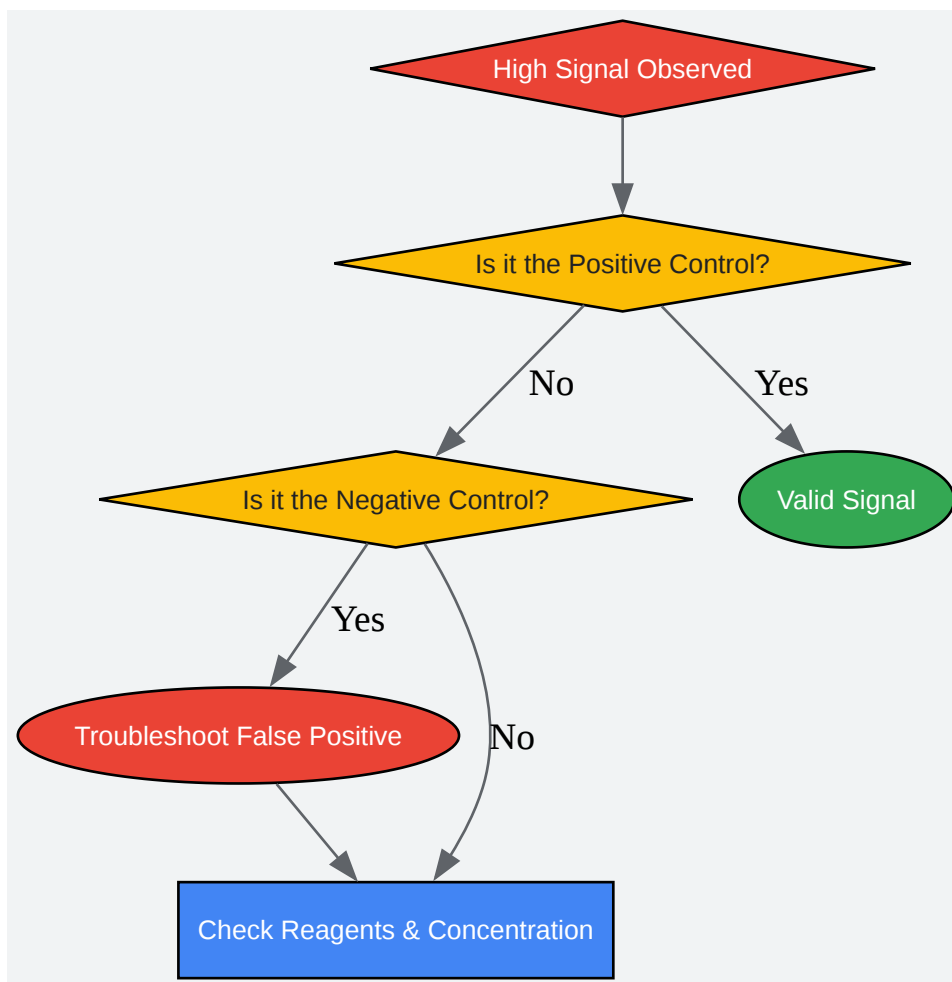 High Signal Observed
Is it the Positive Control?
No
Yes
Is it the Negative Control?
Valid Signal
Yes
Troubleshoot False Positive
No
Check Reagents & Concentration